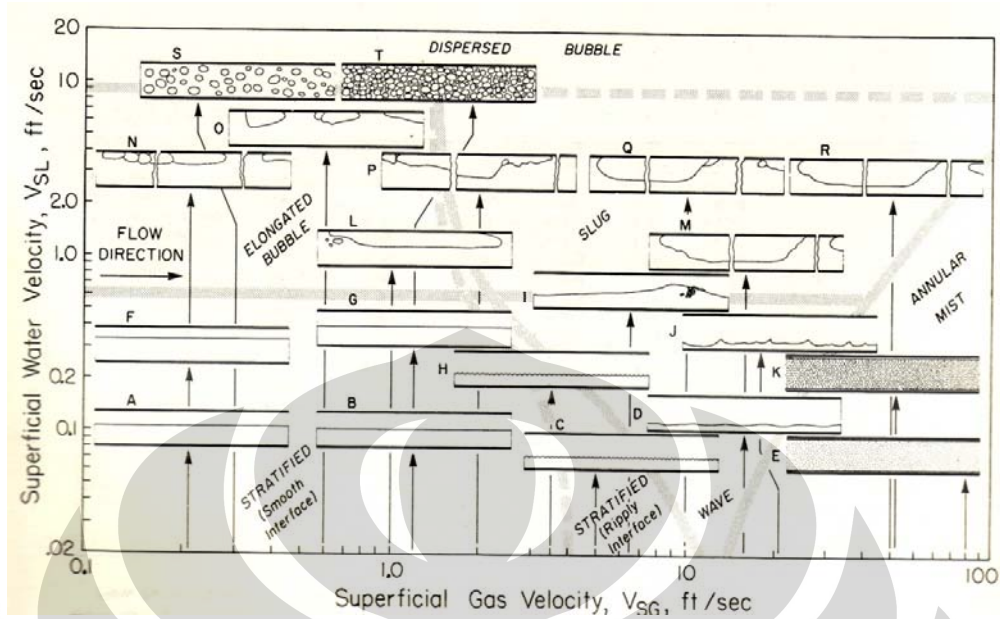 20
S
T
DISPERSED BUBBLE
10
O
N
P
Q
R
Superficial Water Velocity, VSL, ft/sec
2.0
ELONGATED
BUBBLE
L
SLUG
M
FLOW
DIRECTION
1.0
ANNULAR
MIST
I
G
F
J
H
K
0.2
A
B
C
D
0.1
E
STRATIFIED
(Smooth
Interface)
STRATIFIED
(Ripply
Interface)
WAVE
.02
0.1
1.0
10
100
Superficial Gas Velocity, VSG, ft/sec